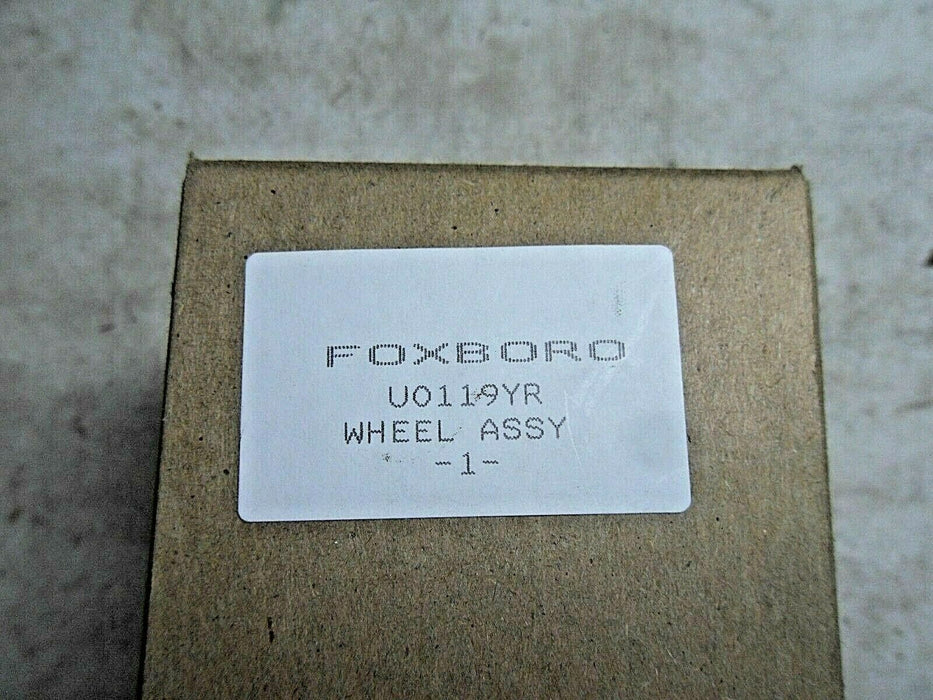 FOXBORO
U0119YR
WHEEL ASSY
-1-